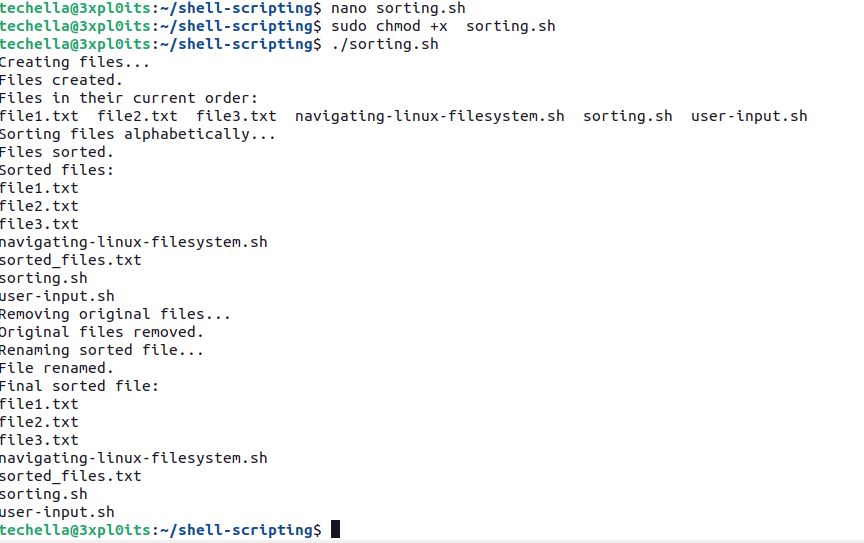 techella@3xpl0its:~/shell-scripting$ nano sorting.sh
techella@3xpl0its:~/shell-scripting$ sudo chmod +x  sorting.sh
techella@3xpl0its:~/shell-scripting$ ./sorting.sh
Creating files...
Files created.
Files in their current order:
file1.txt  file2.txt  file3.txt  navigating-linux-filesystem.sh  sorting.sh  user-input.sh
Sorting files alphabetically...
Files sorted.
Sorted files:
file1.txt
file2.txt
file3.txt
navigating-linux-filesystem.sh
sorted_files.txt
sorting.sh
user-input.sh
Removing original files...
Original files removed.
Renaming sorted file...
File renamed.
Final sorted file:
file1.txt
file2.txt
file3.txt
navigating-linux-filesystem.sh
sorted_files.txt
sorting.sh
user-input.sh
techella@3xpl0its:~/shell-scripting$